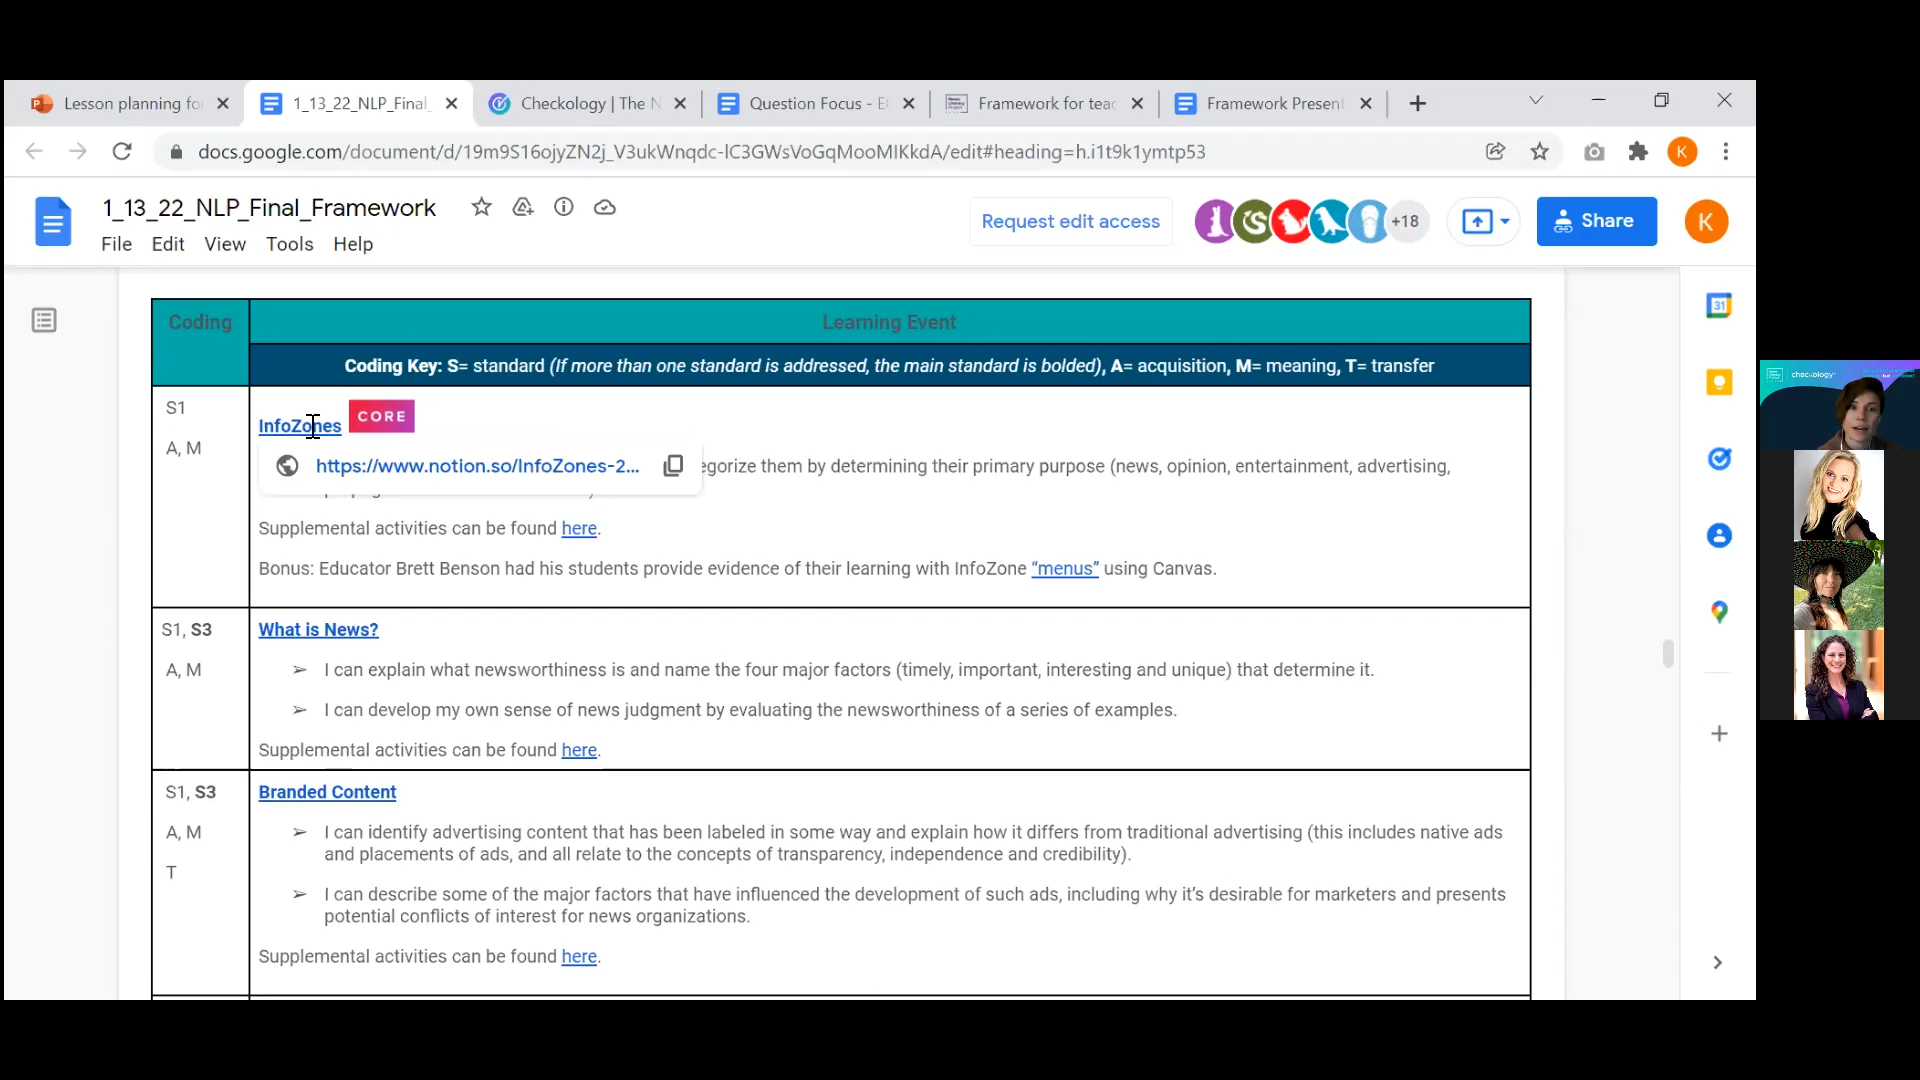 Lesson planning fo
1_13_22_NLP_Final_
Checkology | The N
Question Focus - E
Framework for teac
Framework Present
docs.google.com/document/d/19m9S16ojyZN2j_V3ukWnqdc-lC3GWsVoGqMooMIKkdA/edit#heading=h.i1t9k1ymtp53
K
1_13_22_NLP_Final_Framework
File Edit View Tools Help
Request edit access
+18
Share
K
31
checkology
Coding
Learning Event
Coding Key: S= standard (If more than one standard is addressed, the main standard is bolded), A= acquisition, M= meaning, T= transfer
S1
A, M
InfoZones CORE
https://www.notion.so/InfoZones-2...
egorize them by determining their primary purpose (news, opinion, entertainment, advertising,
Supplemental activities can be found here.
Bonus: Educator Brett Benson had his students provide evidence of their learning with InfoZone “menus” using Canvas.
S1, S3
A, M
What is News?
➢ I can explain what newsworthiness is and name the four major factors (timely, important, interesting and unique) that determine it.
➢ I can develop my own sense of news judgment by evaluating the newsworthiness of a series of examples.
Supplemental activities can be found here.
S1, S3
A, M
T
Branded Content
➢ I can identify advertising content that has been labeled in some way and explain how it differs from traditional advertising (this includes native ads
and placements of ads, and all relate to the concepts of transparency, independence and credibility).
➢ I can describe some of the major factors that have influenced the development of such ads, including why it’s desirable for marketers and presents
potential conflicts of interest for news organizations.
Supplemental activities can be found here.